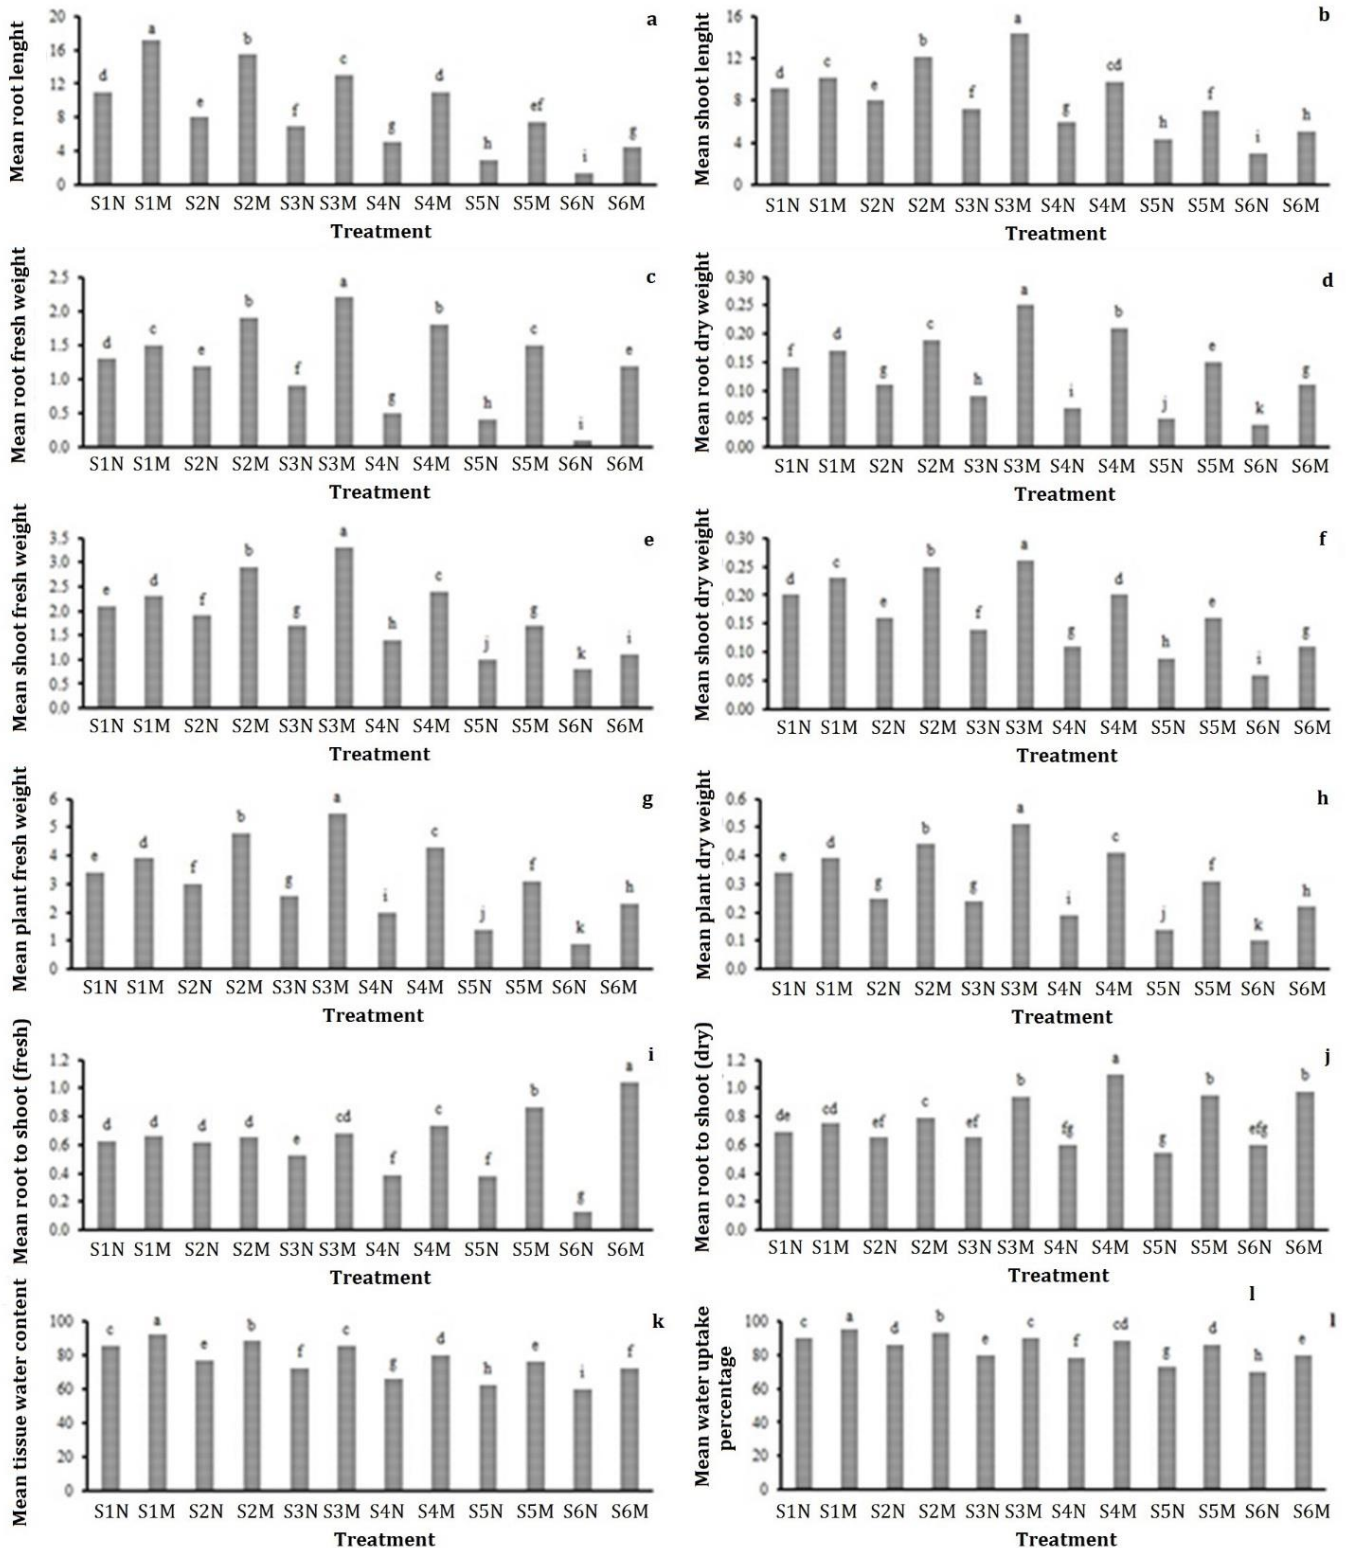 a
Mean root lenght
20
16
12
8
4
0
d a e b f c g d h ef i g
S1N S1M S2N S2M S3N S3M S4N S4M S5N S5M S6N S6M
Treatment
b
Mean shoot lenght
16
12
8
4
0
d c e b f a g cd h f i h
S1N S1M S2N S2M S3N S3M S4N S4M S5N S5M S6N S6M
Treatment
c
Mean root fresh weight
2.5
2.0
1.5
1.0
0.5
0.0
d c e b f a g b h c i e
S1N S1M S2N S2M S3N S3M S4N S4M S5N S5M S6N S6M
Treatment
d
Mean root dry weight
0.30
0.25
0.20
0.15
0.10
0.05
0.00
f d g c h a i b j e k g
S1N S1M S2N S2M S3N S3M S4N S4M S5N S5M S6N S6M
Treatment
e
Mean shoot fresh weight
3.5
3.0
2.5
2.0
1.5
1.0
0.5
0.0
e d f b g a h c j g k i
S1N S1M S2N S2M S3N S3M S4N S4M S5N S5M S6N S6M
Treatment
f
Mean shoot dry weight
0.30
0.25
0.20
0.15
0.10
0.05
0.00
d c e b f a g d h e i g
S1N S1M S2N S2M S3N S3M S4N S4M S5N S5M S6N S6M
Treatment
g
Mean plant fresh weight
6
5
4
3
2
1
0
e d f b g a i c j f k h
S1N S1M S2N S2M S3N S3M S4N S4M S5N S5M S6N S6M
Treatment
h
Mean plant dry weight
0.6
0.5
0.4
0.3
0.2
0.1
0.0
e d g b g a i c j f k h
S1N S1M S2N S2M S3N S3M S4N S4M S5N S5M S6N S6M
Treatment
i
Mean root to shoot (fresh)
1.2
1.0
0.8
0.6
0.4
0.2
0.0
d d d d e cd f c f b g a
S1N S1M S2N S2M S3N S3M S4N S4M S5N S5M S6N S6M
Treatment
j
Mean root to shoot (dry)
1.2
1.0
0.8
0.6
0.4
0.2
0.0
de cd ef c ef b fg a g b efg b
S1N S1M S2N S2M S3N S3M S4N S4M S5N S5M S6N S6M
Treatment
k
Mean tissue water content
100
80
60
40
20
0
c a e b f c g d h e i f
S1N S1M S2N S2M S3N S3M S4N S4M S5N S5M S6N S6M
Treatment
l
l
Mean water uptake
percentage
100
80
60
40
20
0
c a d b e c f cd g d h e
S1N S1M S2N S2M S3N S3M S4N S4M S5N S5M S6N S6M
Treatment